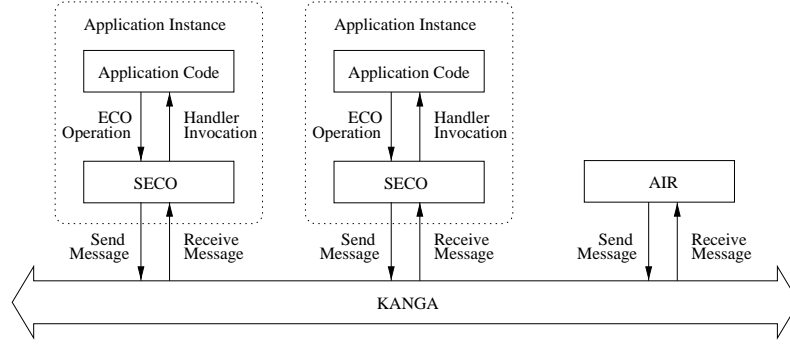 Application Instance
Application Instance
Application Code
Application Code
ECO
Operation
Handler
Invocation
ECO
Operation
Handler
Invocation
SECO
SECO
AIR
Send
Message
Receive
Message
Send
Message
Receive
Message
Send
Message
Receive
Message
KANGA